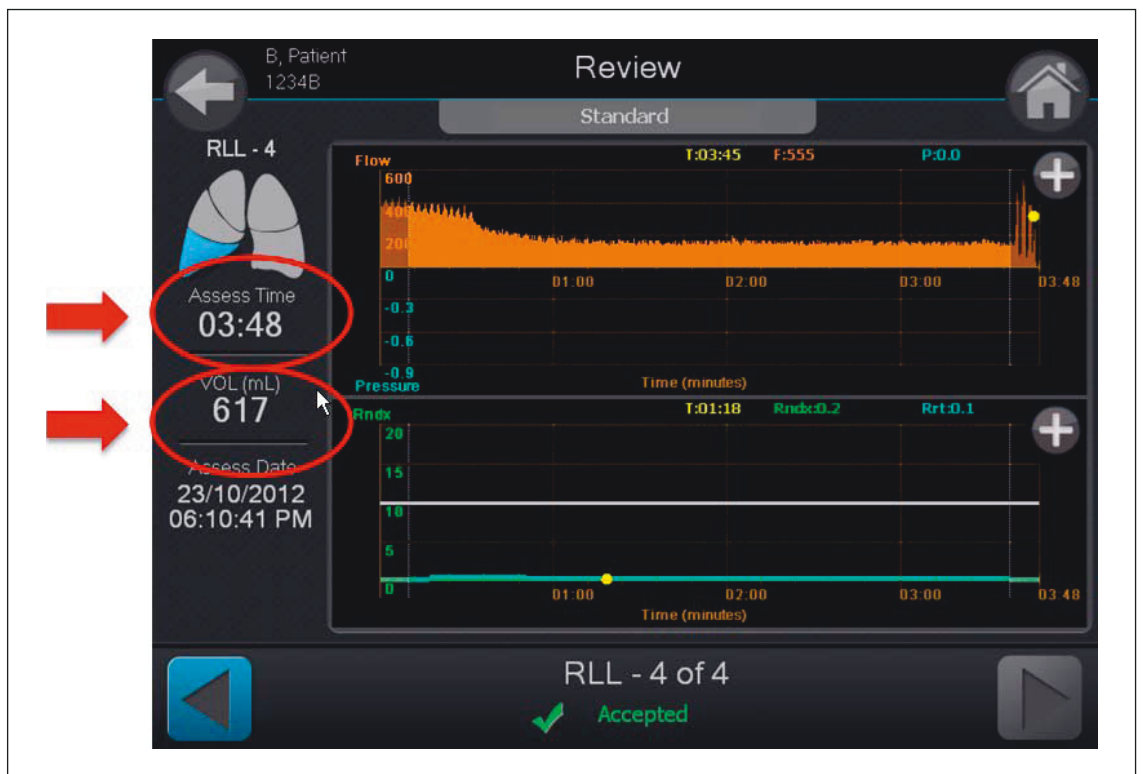 B, Patient
1234B
Review
Standard
RLL - 4
Assess Time
03:48
VOL (mL)
617
Assess Date
23/10/2012
06:10:41 PM
Flow
T:03:45 F:555 P:0.0
600
400
200
0
01:00 02:00 03:00 03:48
-0.3
-0.6
-0.9
Pressure
Time (minutes)
Rndx
T:01:18 Rndx:0.2 Rrt:0.1
20
15
10
5
0
01:00 02:00 03:00 03:48
Time (minutes)
RLL - 4 of 4
Accepted